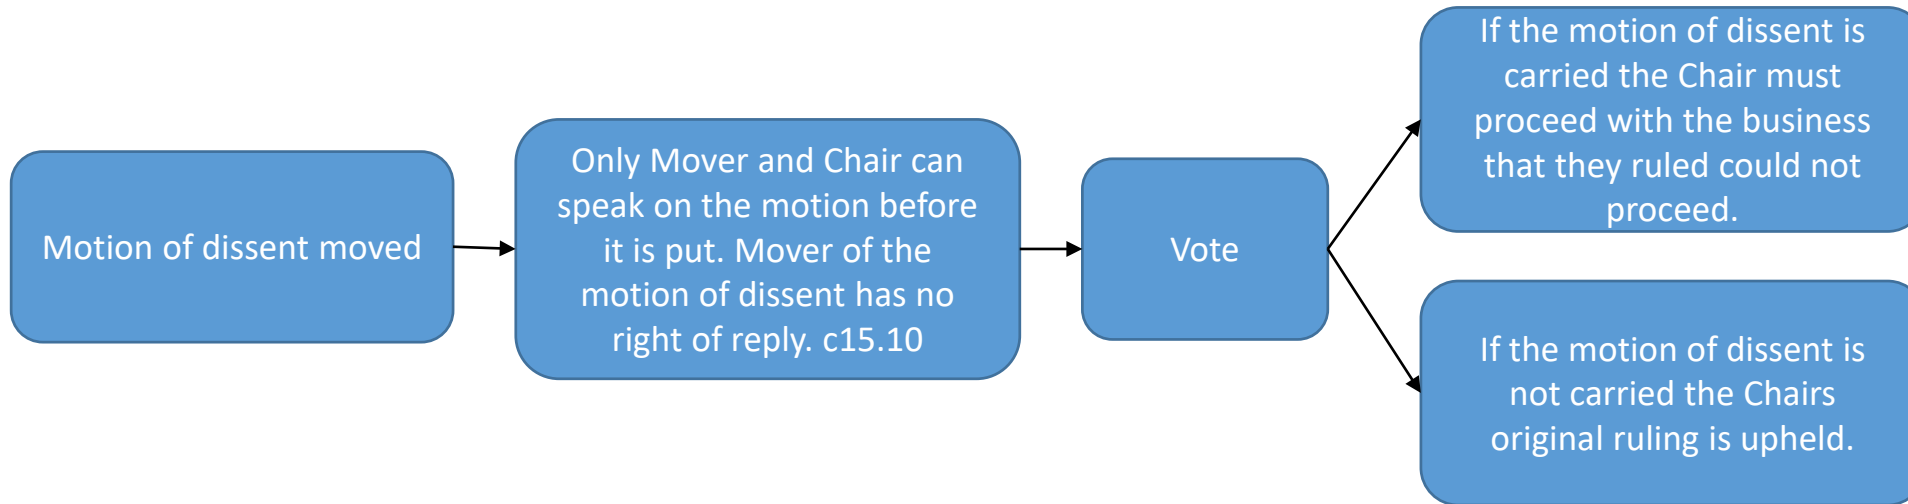 Motion of dissent moved
Only Mover and Chair can
speak on the motion before
it is put. Mover of the
motion of dissent has no
right of reply. c15.10
Vote
If the motion of dissent is
carried the Chair must
proceed with the business
that they ruled could not
proceed.
If the motion of dissent is
not carried the Chairs
original ruling is upheld.